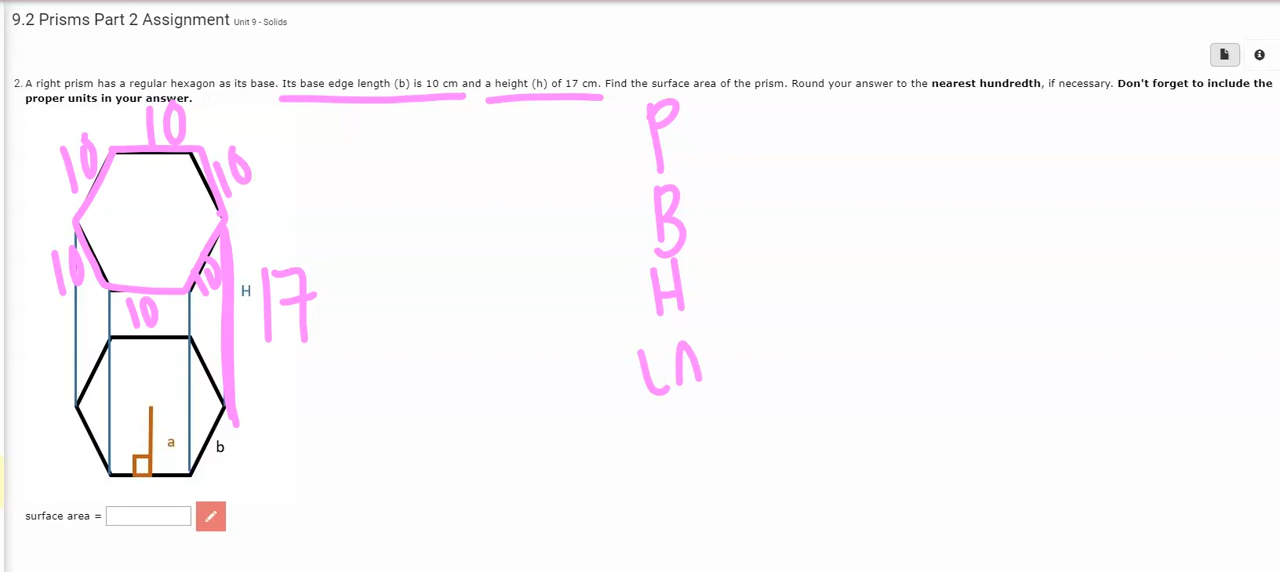 9.2 Prisms Part 2 Assignment Unit 9 - Solids
2. A right prism has a regular hexagon as its base. Its base edge length (b) is 10 cm and a height (h) of 17 cm. Find the surface area of the prism. Round your answer to the nearest hundredth, if necessary. Don't forget to include the
proper units in your answer.
10
10
10
P
B
10
10
H
17
H
10
a
b
surface area =